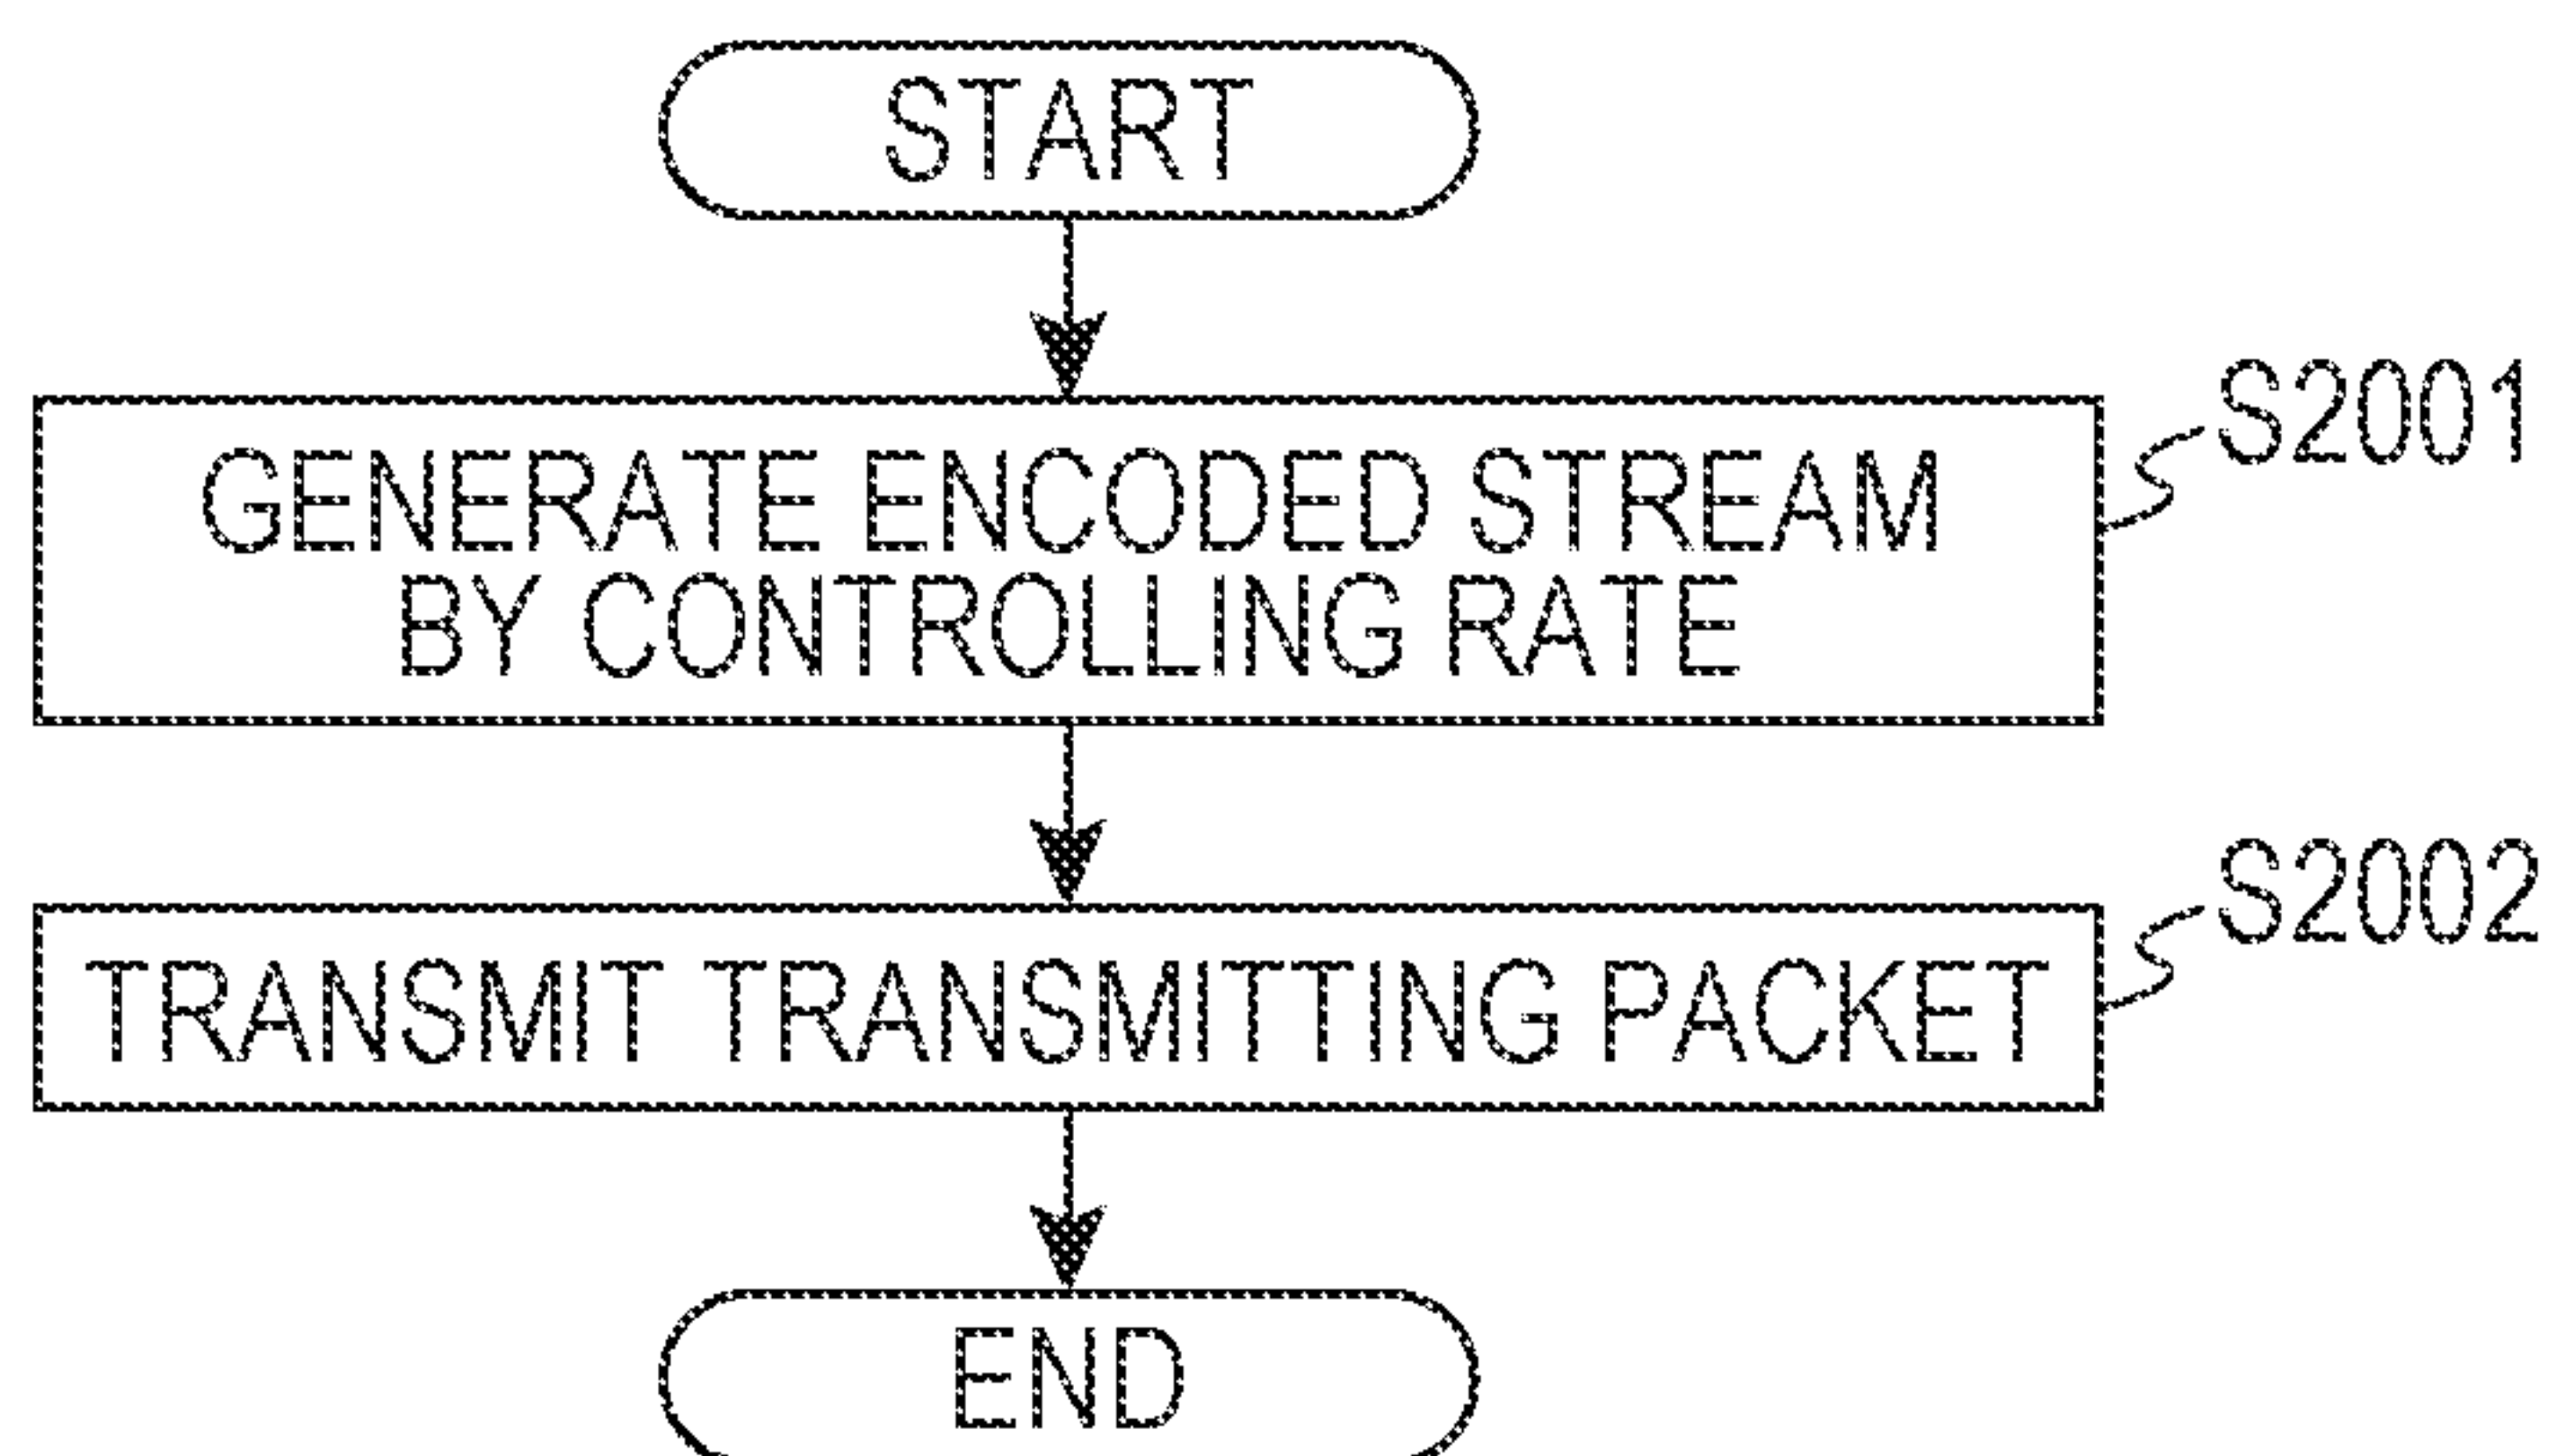 START
GENERATE ENCODED STREAM
BY CONTROLLING RATE
S2001
TRANSMIT TRANSMITTING PACKET
S2002
END